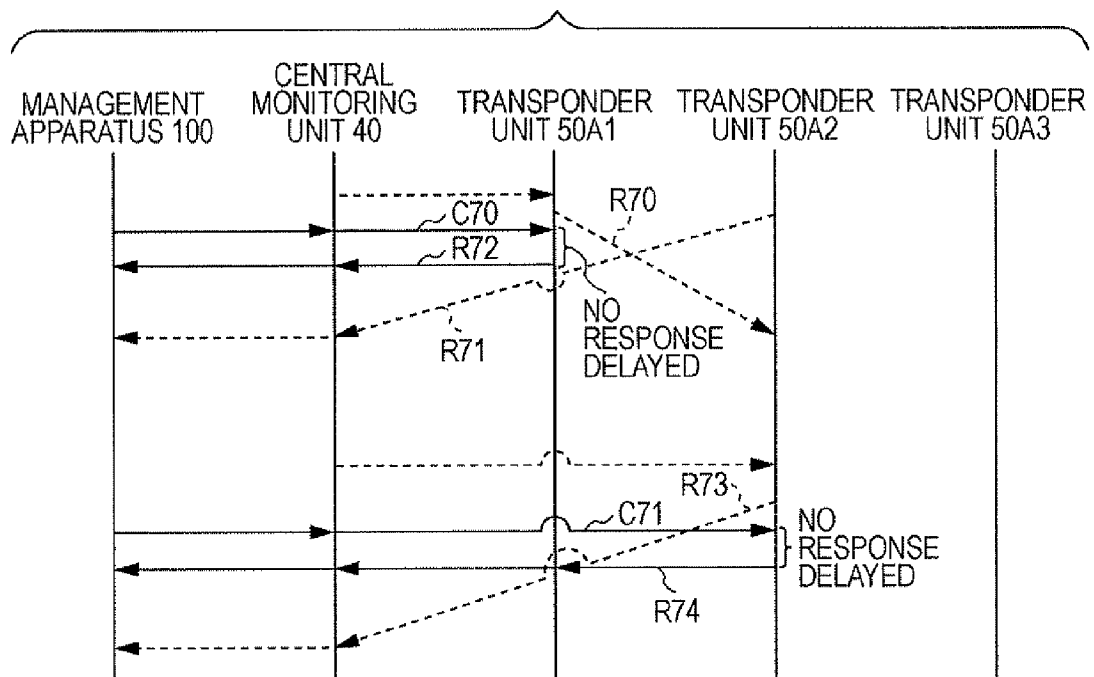 MANAGEMENT
APPARATUS 100
CENTRAL
MONITORING
UNIT 40
TRANSPONDER
UNIT 50A1
TRANSPONDER
UNIT 50A2
TRANSPONDER
UNIT 50A3
C70
R70
R72
R71
NO
RESPONSE
DELAYED
R73
C71
NO
RESPONSE
DELAYED
R74